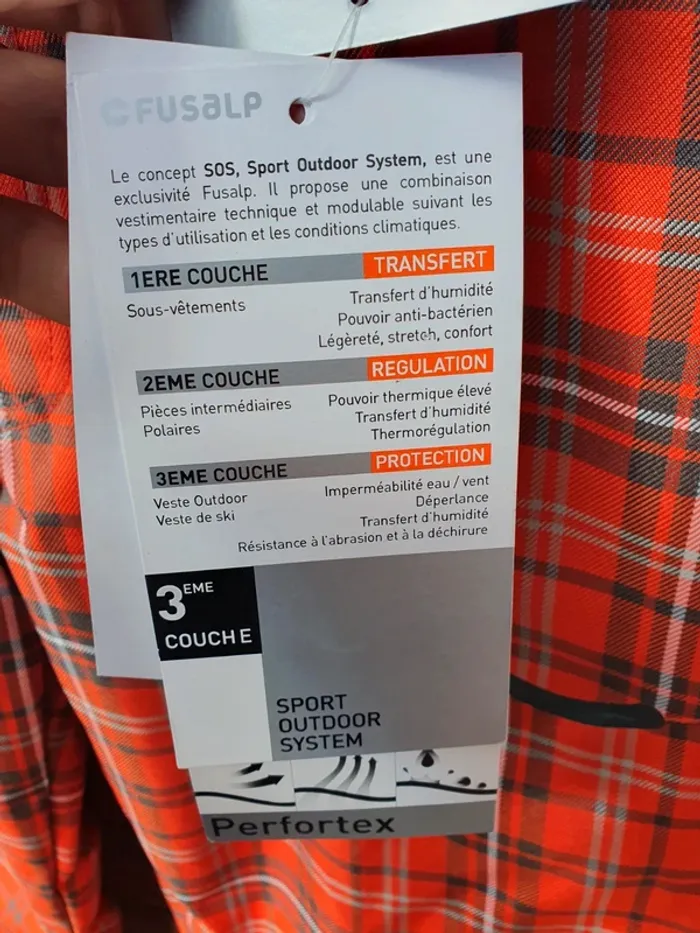 FUSALP
Le concept SOS, Sport Outdoor System, est une
exclusivité Fusalp. Il propose une combinaison
vestimentaire technique et modulable suivant les
types d'utilisation et les conditions climatiques.
1ERE COUCHE TRANSFERT
Sous-vêtements
Transfert d'humidité
Pouvoir anti-bactérien
Légèreté, stretch, confort
2EME COUCHE REGULATION
Pièces intermédiaires
Polaires
Pouvoir thermique élevé
Transfert d'humidité
Thermorégulation
3EME COUCHE PROTECTION
Veste Outdoor
Veste de ski
Imperméabilité eau / vent
Déperlance
Transfert d'humidité
Résistance à l'abrasion et à la déchirure
3EME
COUCHE
SPORT
OUTDOOR
SYSTEM
Perfortex